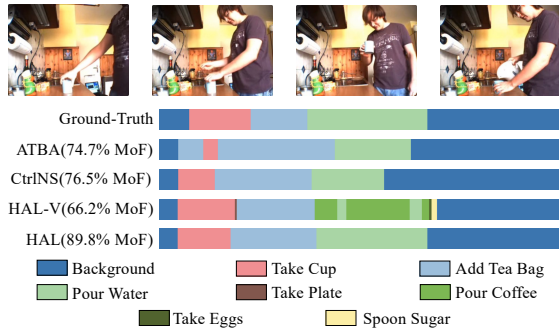 Ground-Truth
ATBA(74.7% MoF)
CtrlNS(76.5% MoF)
HAL-V(66.2% MoF)
HAL(89.8% MoF)
Background Take Cup Add Tea Bag
Pour Water Take Plate Pour Coffee
Take Eggs Spoon Sugar